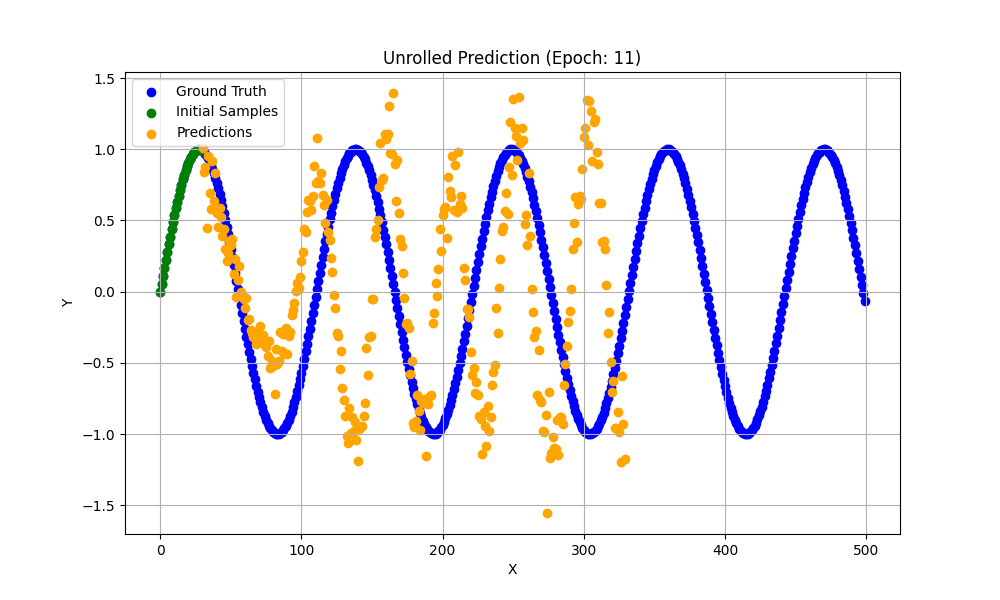 Unrolled Prediction (Epoch: 11)
Ground Truth
Initial Samples
Predictions
1.5
1.0
0.5
0.0
−0.5
−1.0
−1.5
Y
0 100 200 300 400 500
X